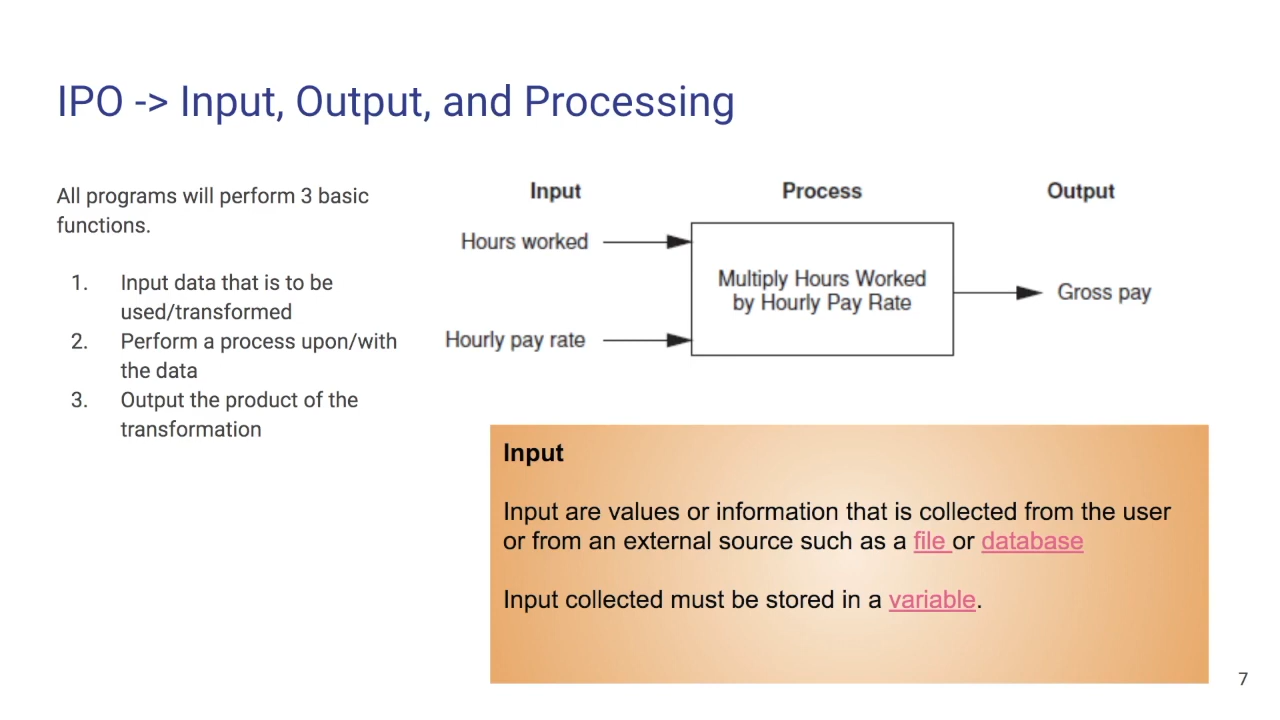 IPO -> Input, Output, and Processing
All programs will perform 3 basic
functions.
1. Input data that is to be
used/transformed
2. Perform a process upon/with
the data
3. Output the product of the
transformation
Input Process Output
Hours worked
Multiply Hours Worked
by Hourly Pay Rate
Gross pay
Hourly pay rate
Input
Input are values or information that is collected from the user
or from an external source such as a file or database
Input collected must be stored in a variable.
7